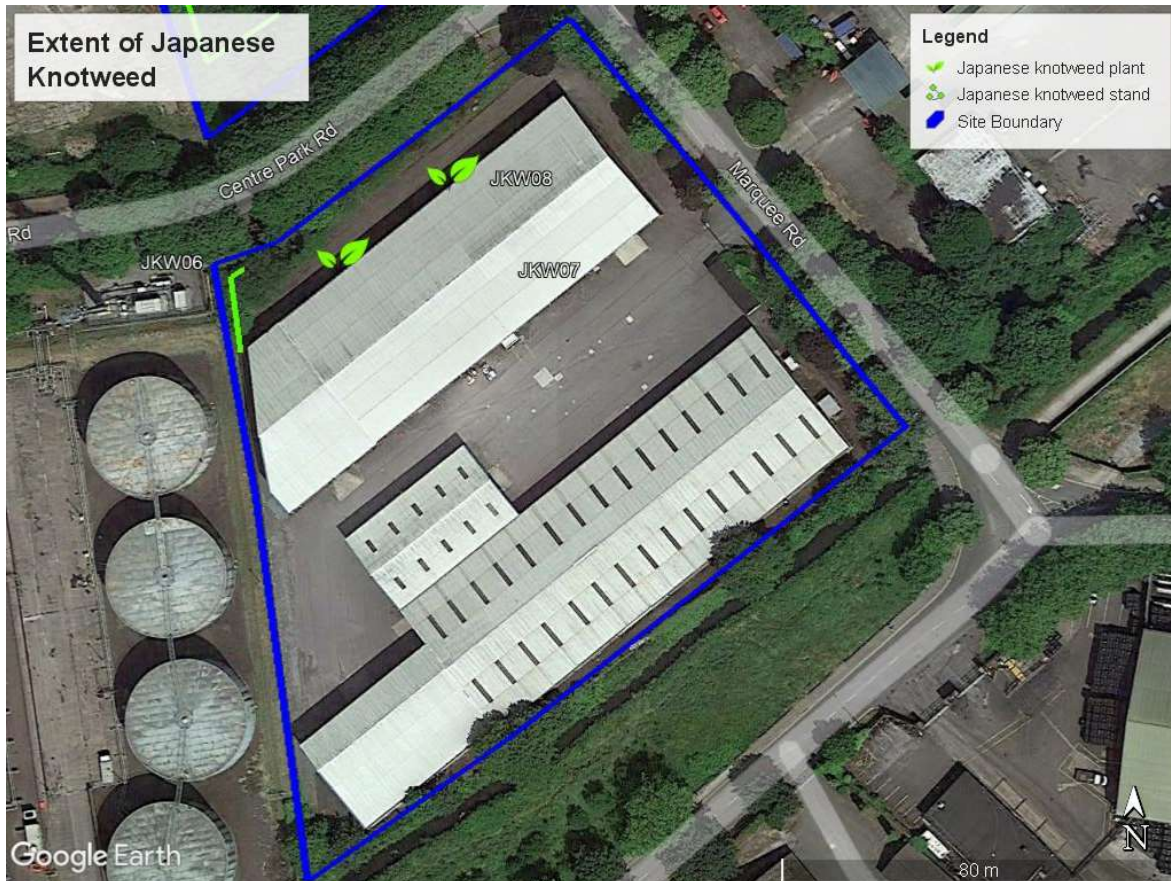 Extent of Japanese
Knotweed
Legend
Japanese knotweed plant
Japanese knotweed stand
Site Boundary
Centre Park Rd
Rd
Marquee Rd
JKW08
JKW06
JKW07
Google Earth
N
80 m